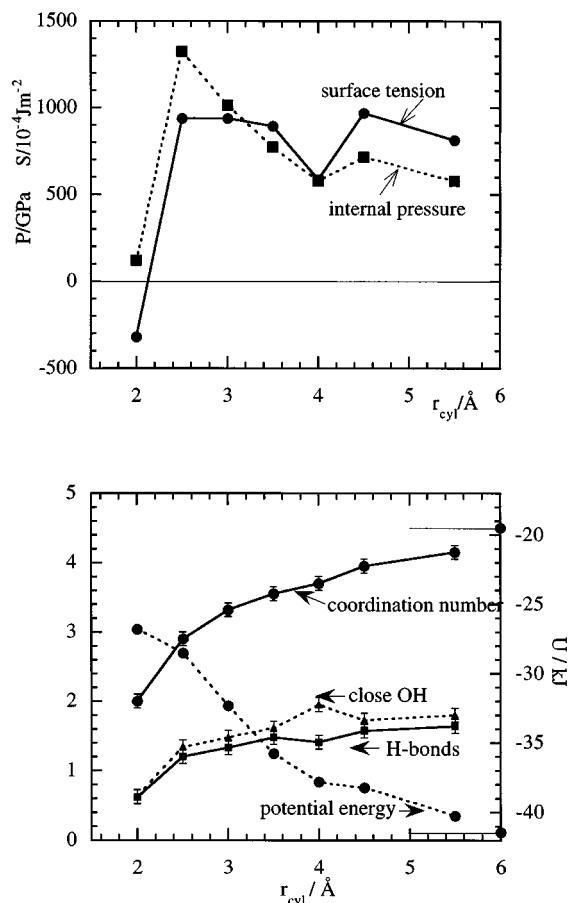 P/GPa S/10⁻⁴Jm⁻²
1500
1000
500
0
-500
surface tension
internal pressure
2 3 4 5 6
r_cyl/Å
5
4
3
2
1
0
-20
-25
-30
-35
-40
U / kJ
coordination number
close OH
H-bonds
potential energy
2 3 4 5 6
r_cyl/ Å